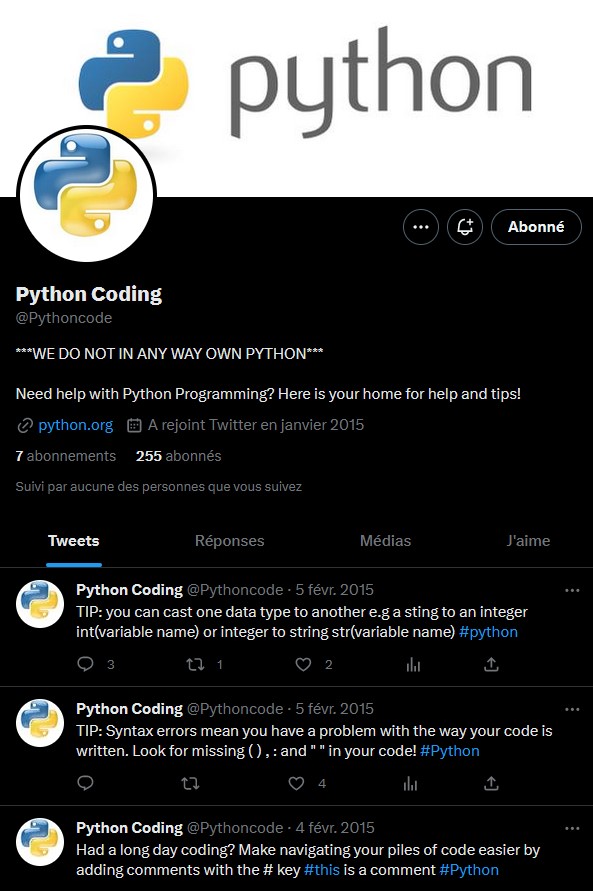 python
Abonné
Python Coding
@Pythoncode
***WE DO NOT IN ANY WAY OWN PYTHON***
Need help with Python Programming? Here is your home for help and tips!
python.org A rejoint Twitter en janvier 2015
7 abonnements 255 abonnés
Suivi par aucune des personnes que vous suivez
Tweets Réponses Médias J'aime
Python Coding @Pythoncode · 5 févr. 2015
TIP: you can cast one data type to another e.g a sting to an integer
int(variable name) or integer to string str(variable name) #python
3 1 2
Python Coding @Pythoncode · 5 févr. 2015
TIP: Syntax errors mean you have a problem with the way your code is
written. Look for missing ( ) , : and " " in your code! #Python
4
Python Coding @Pythoncode · 4 févr. 2015
Had a long day coding? Make navigating your piles of code easier by
adding comments with the # key #this is a comment #Python